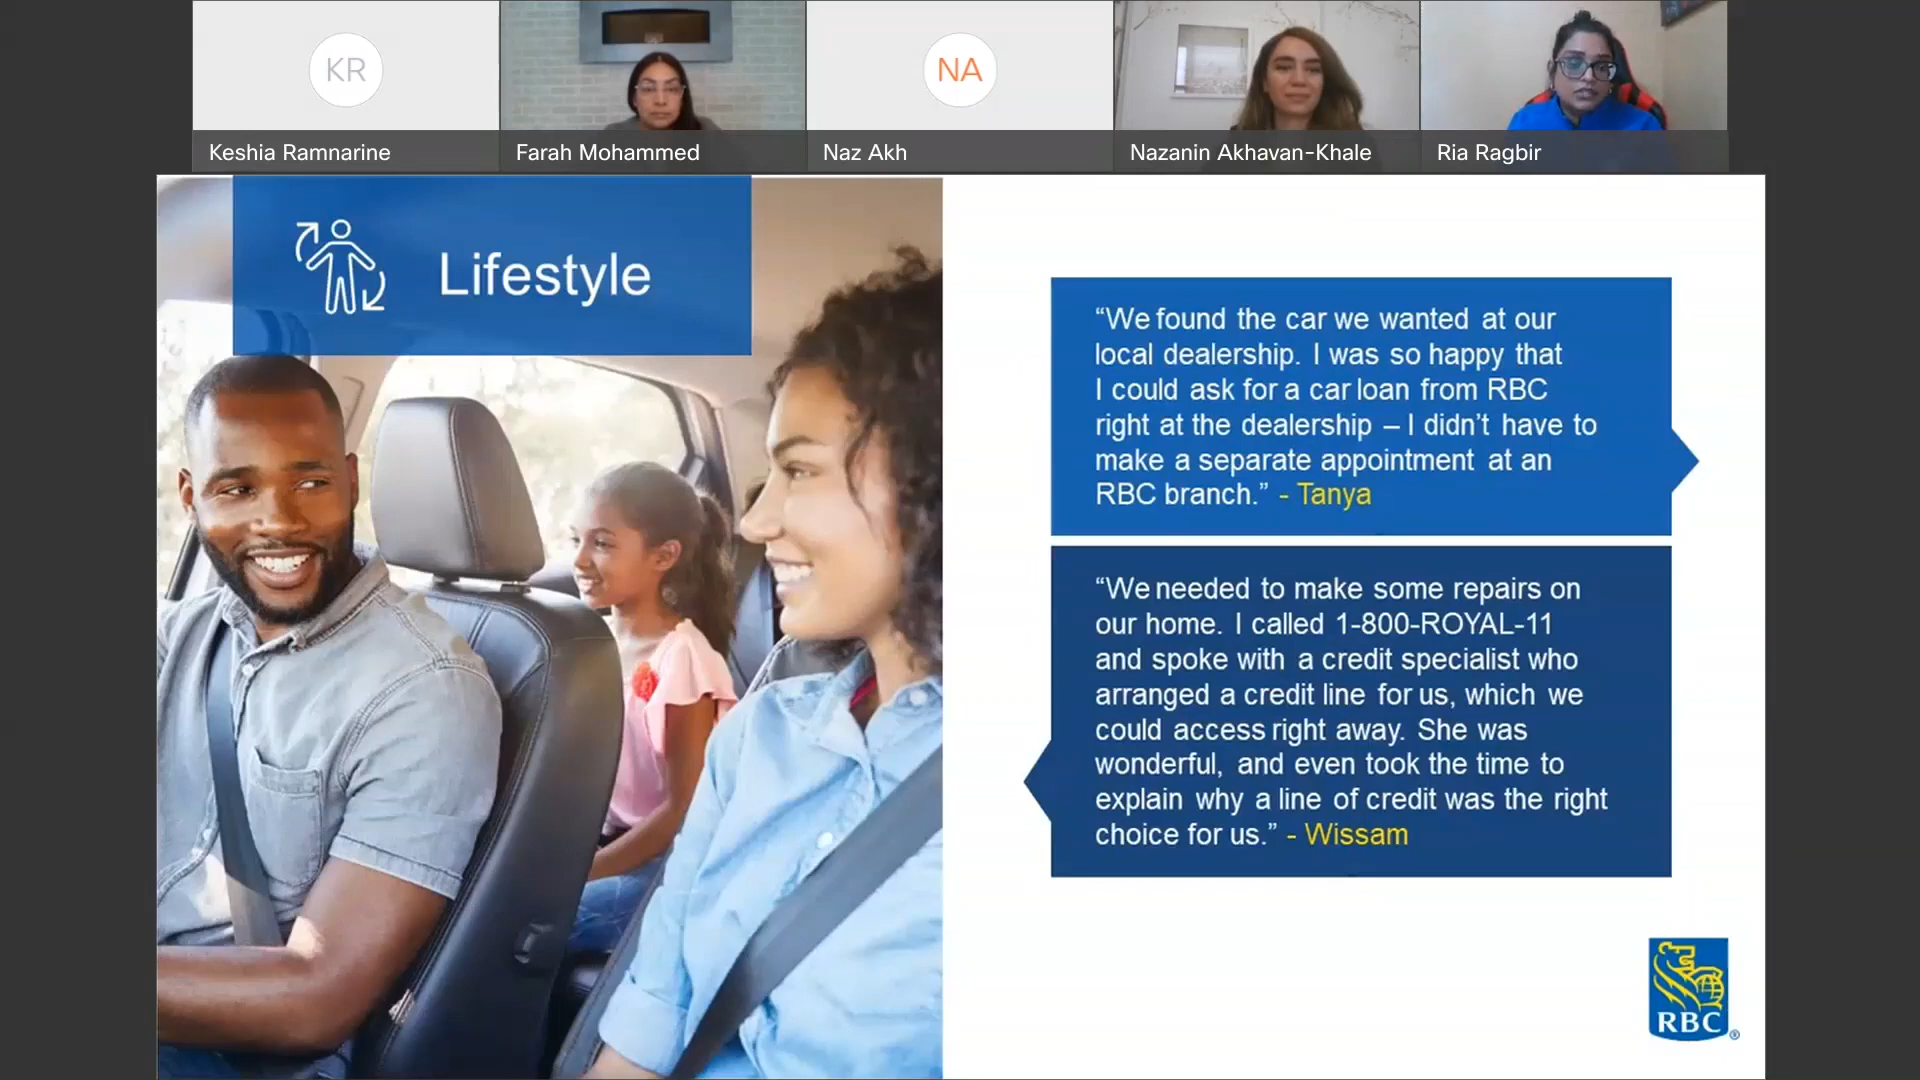 KR
NA
Keshia Ramnarine
Farah Mohammed
Naz Akh
Nazanin Akhavan-Khale
Ria Ragbir
Lifestyle
“We found the car we wanted at our
local dealership. I was so happy that
I could ask for a car loan from RBC
right at the dealership – I didn’t have to
make a separate appointment at an
RBC branch.” - Tanya
“We needed to make some repairs on
our home. I called 1-800-ROYAL-11
and spoke with a credit specialist who
arranged a credit line for us, which we
could access right away. She was
wonderful, and even took the time to
explain why a line of credit was the right
choice for us.” - Wissam
RBC
®